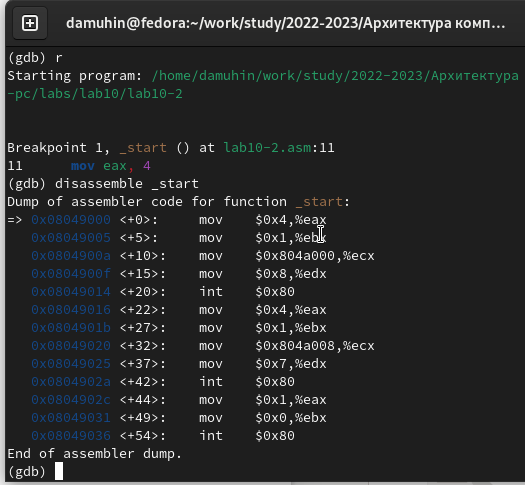 damuhin@fedora:~/work/study/2022-2023/Архитектура комп...
(gdb) r
Starting program: /home/damuhin/work/study/2022-2023/Архитектура
-pc/labs/lab10/lab10-2
Breakpoint 1, _start () at lab10-2.asm:11
11      mov eax, 4
(gdb) disassemble _start
Dump of assembler code for function _start:
=> 0x08049000 <+0>:     mov    $0x4,%eax
   0x08049005 <+5>:     mov    $0x1,%ebx
   0x0804900a <+10>:    mov    $0x804a000,%ecx
   0x0804900f <+15>:    mov    $0x8,%edx
   0x08049014 <+20>:    int    $0x80
   0x08049016 <+22>:    mov    $0x4,%eax
   0x0804901b <+27>:    mov    $0x1,%ebx
   0x08049020 <+32>:    mov    $0x804a008,%ecx
   0x08049025 <+37>:    mov    $0x7,%edx
   0x0804902a <+42>:    int    $0x80
   0x0804902c <+44>:    mov    $0x1,%eax
   0x08049031 <+49>:    mov    $0x0,%ebx
   0x08049036 <+54>:    int    $0x80
End of assembler dump.
(gdb)